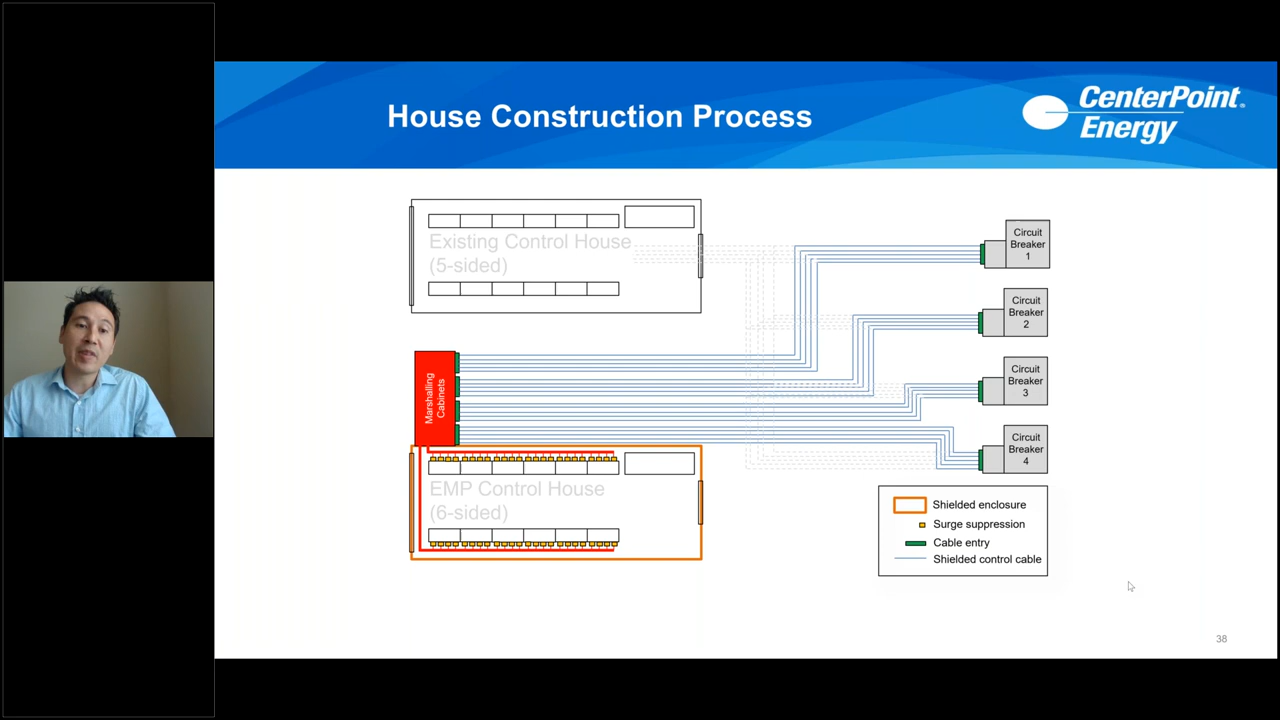 House Construction Process
CenterPoint®
Energy
Existing Control House
(5-sided)
Circuit
Breaker
1
Circuit
Breaker
2
Marshalling
Cabinets
Circuit
Breaker
3
Circuit
Breaker
4
EMP Control House
(6-sided)
Shielded enclosure
Surge suppression
Cable entry
Shielded control cable
38